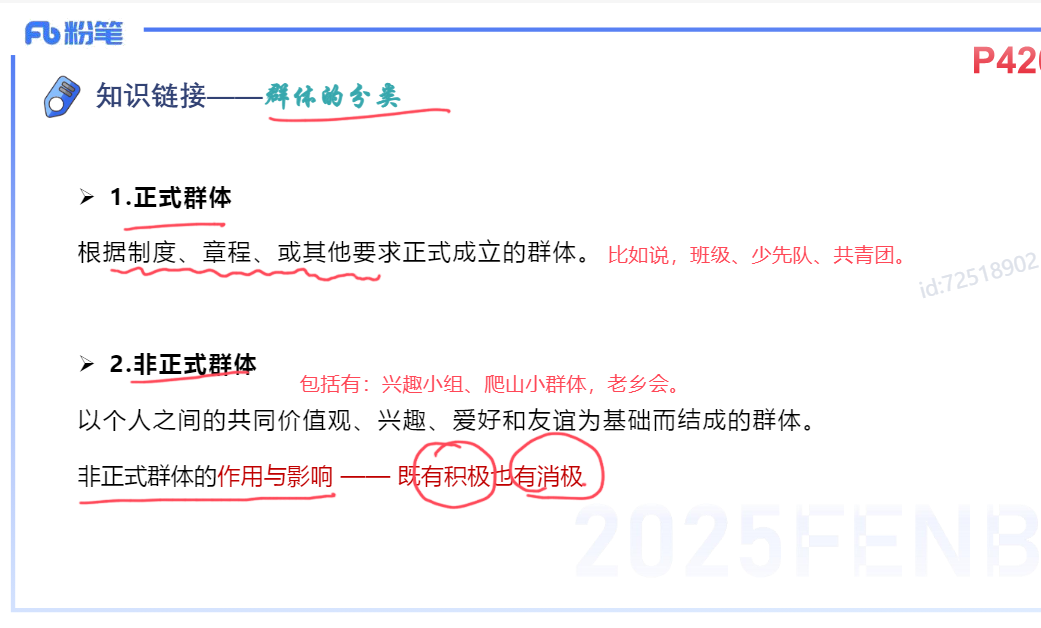 粉笔
P420
知识链接——群体的分类
1.正式群体
根据制度、章程、或其他要求正式成立的群体。 比如说，班级、少先队、共青团。
id:72518902
2.非正式群体
包括有：兴趣小组、爬山小群体，老乡会。
以个人之间的共同价值观、兴趣、爱好和友谊为基础而结成的群体。
非正式群体的作用与影响 —— 既有积极也有消极
2025FENB